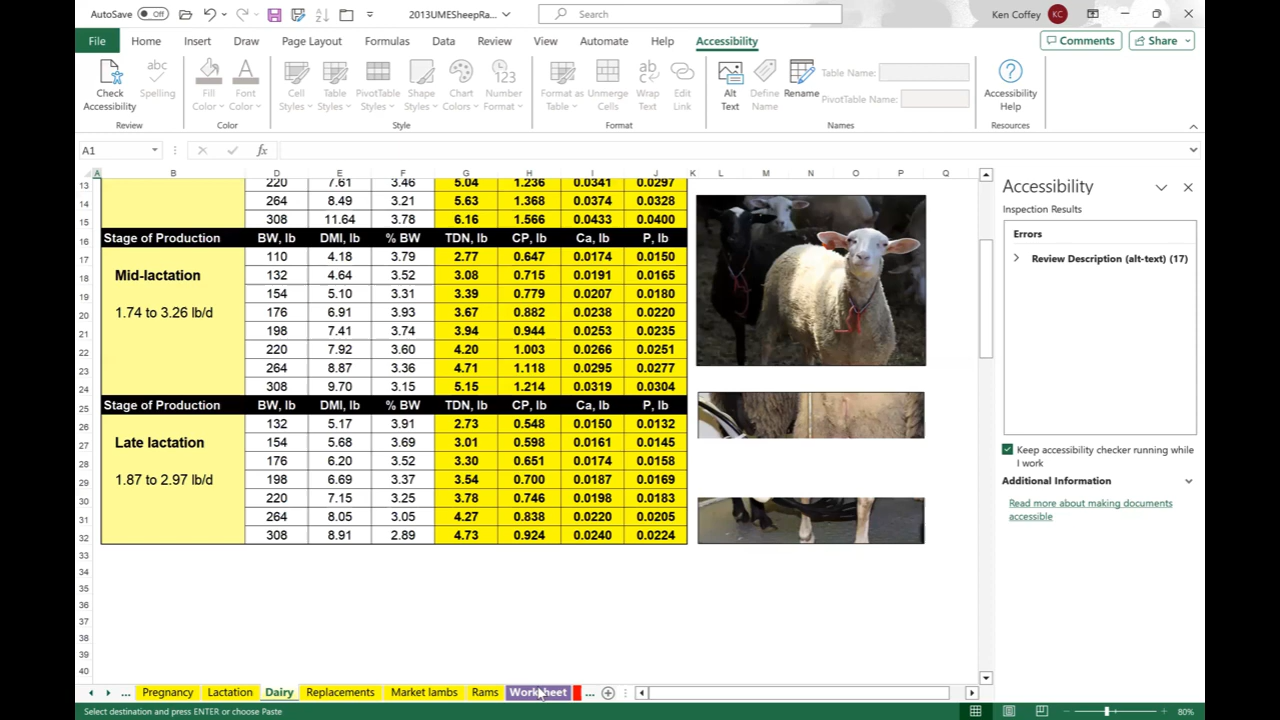 AutoSave Off 2013UMESheepRa... Search Ken Coffey KC
File Home Insert Draw Page Layout Formulas Data Review View Automate Help Accessibility Comments Share
Check Accessibility Spelling Fill Color Font Color Cell Styles Table Styles PivotTable Styles Shape Styles Chart Colors Number Format Format as Table Unmerge Cells Wrap Text Edit Link Alt Text Define Name Rename Table Name: PivotTable Name: Accessibility Help
Review Color Style Format Names Resources
A1 fx
A B D E F G H I J K L M N O P Q
13 220 7.61 3.46 5.04 1.236 0.0341 0.0297
14 264 8.49 3.21 5.63 1.368 0.0374 0.0328
15 308 11.64 3.78 6.16 1.566 0.0433 0.0400
16 Stage of Production BW, lb DMI, lb % BW TDN, lb CP, lb Ca, lb P, lb
17 110 4.18 3.79 2.77 0.647 0.0174 0.0150
18 Mid-lactation 132 4.64 3.52 3.08 0.715 0.0191 0.0165
19 154 5.10 3.31 3.39 0.779 0.0207 0.0180
20 1.74 to 3.26 lb/d 176 6.91 3.93 3.67 0.882 0.0238 0.0220
21 198 7.41 3.74 3.94 0.944 0.0253 0.0235
22 220 7.92 3.60 4.20 1.003 0.0266 0.0251
23 264 8.87 3.36 4.71 1.118 0.0295 0.0277
24 308 9.70 3.15 5.15 1.214 0.0319 0.0304
25 Stage of Production BW, lb DMI, lb % BW TDN, lb CP, lb Ca, lb P, lb
26 132 5.17 3.91 2.73 0.548 0.0150 0.0132
27 Late lactation 154 5.68 3.69 3.01 0.598 0.0161 0.0145
28 176 6.20 3.52 3.30 0.651 0.0174 0.0158
29 1.87 to 2.97 lb/d 198 6.69 3.37 3.54 0.700 0.0187 0.0169
30 220 7.15 3.25 3.78 0.746 0.0198 0.0183
31 264 8.05 3.05 4.27 0.838 0.0220 0.0205
32 308 8.91 2.89 4.73 0.924 0.0240 0.0224
33
34
35
36
37
38
39
40
Accessibility
Inspection Results
Errors
Review Description (alt-text) (17)
Keep accessibility checker running while
I work
Additional Information
Read more about making documents
accessible
... Pregnancy Lactation Dairy Replacements Market lambs Rams Worksheet ...
Select destination and press ENTER or choose Paste 80%